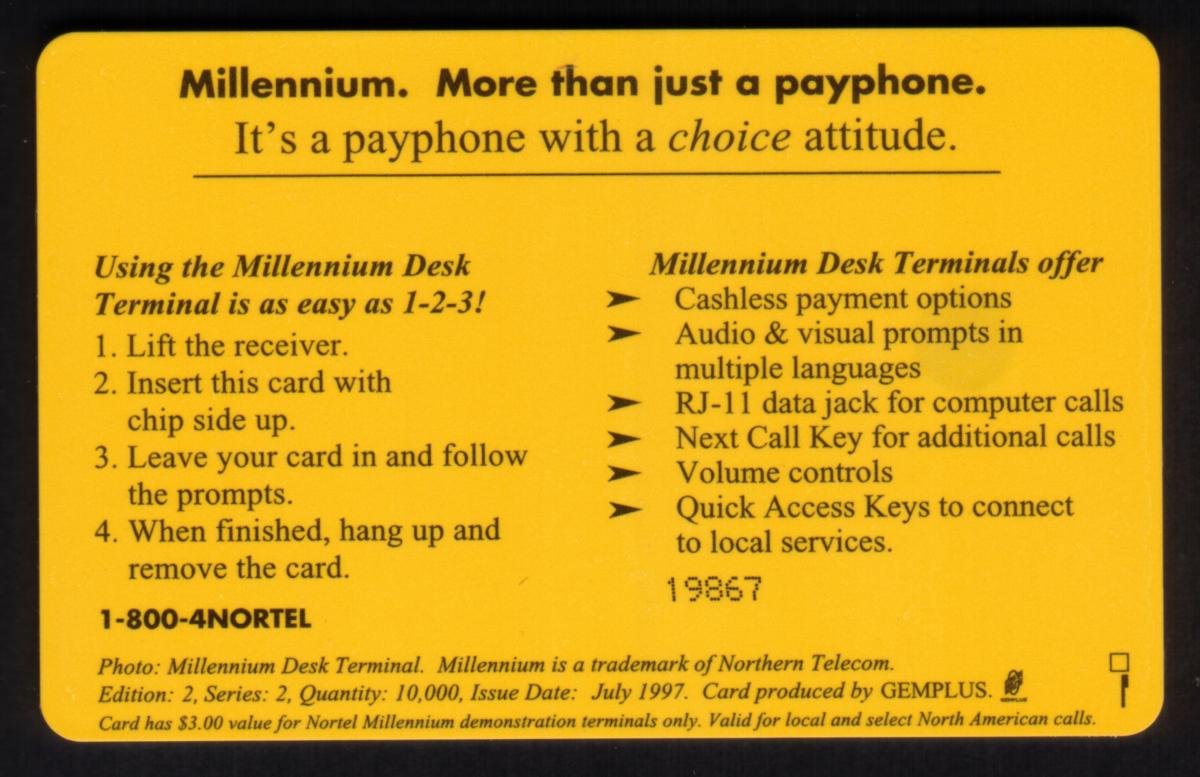 Millennium. More than just a payphone.
It's a payphone with a choice attitude.
Using the Millennium Desk
Terminal is as easy as 1-2-3!
1. Lift the receiver.
2. Insert this card with
chip side up.
3. Leave your card in and follow
the prompts.
4. When finished, hang up and
remove the card.
1-800-4NORTEL
Millennium Desk Terminals offer
➤ Cashless payment options
➤ Audio & visual prompts in
multiple languages
➤ RJ-11 data jack for computer calls
➤ Next Call Key for additional calls
➤ Volume controls
➤ Quick Access Keys to connect
to local services.
19867
Photo: Millennium Desk Terminal. Millennium is a trademark of Northern Telecom.
Edition: 2, Series: 2, Quantity: 10,000, Issue Date: July 1997. Card produced by GEMPLUS.
GEMPLUS
Card has $3.00 value for Nortel Millennium demonstration terminals only. Valid for local and select North American calls.